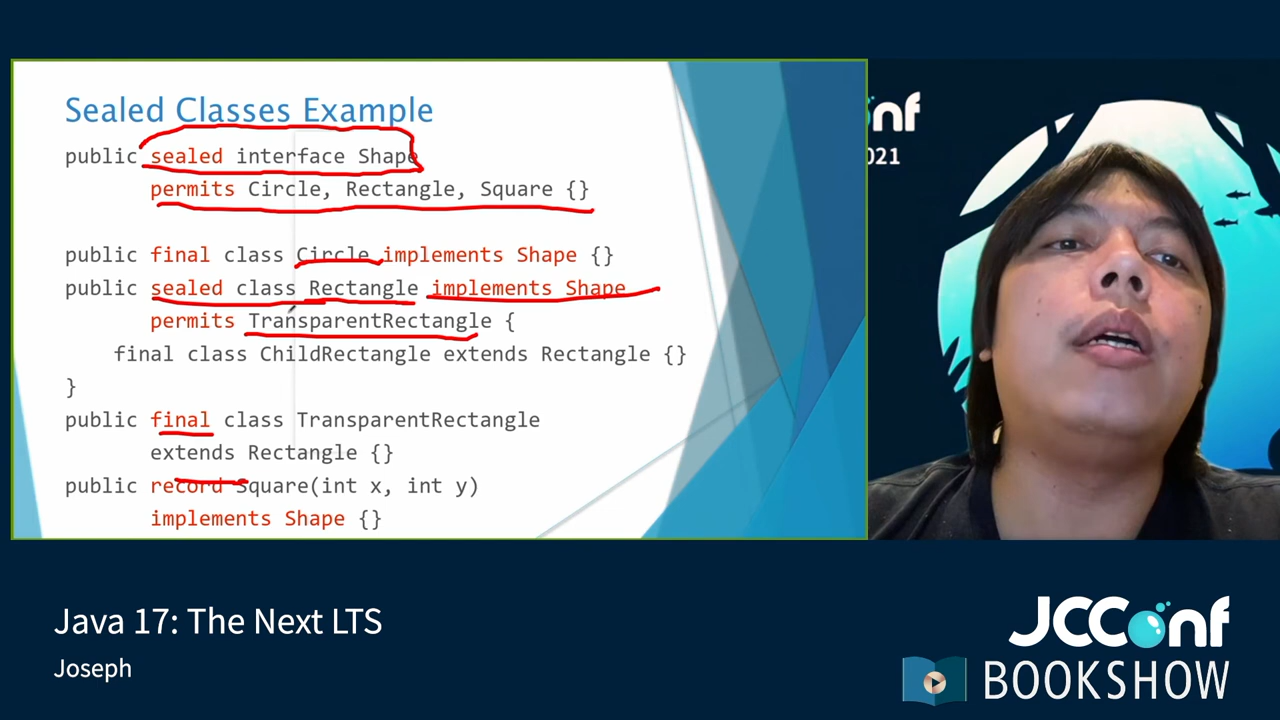 Sealed Classes Example
public sealed interface Shape
permits Circle, Rectangle, Square {}
public final class Circle implements Shape {}
public sealed class Rectangle implements Shape
permits TransparentRectangle {
final class ChildRectangle extends Rectangle {}
}
public final class TransparentRectangle
extends Rectangle {}
public record Square(int x, int y)
implements Shape {}
onf
021
Java 17: The Next LTS
Joseph
JCConf
BOOKSHOW